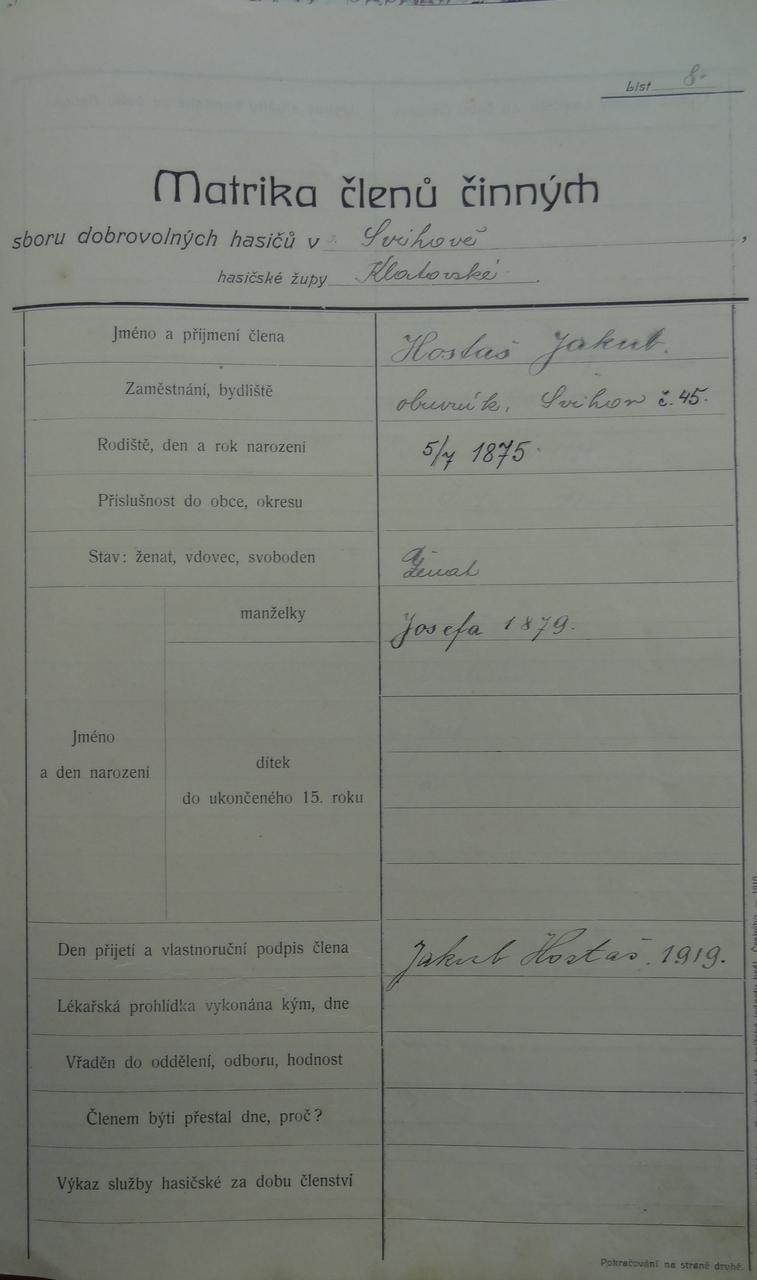 List 8.
Matrika členů činných
sboru dobrovolných hasičů v Švihově,
hasičské župy Klatovské.
Jméno a přijmení člena Hostaš Jakub.
Zaměstnání, bydliště obuvník, Švihov č. 45.
Rodiště, den a rok narození 5/7 1875.
Příslušnost do obce, okresu
Stav: ženat, vdovec, svoboden ženat
manželky Josefa 1879.
Jméno
a den narození
dítek
do ukončeného 15. roku
Den přijetí a vlastnoruční podpis člena Jakub Hostaš. 1919.
Lékařská prohlídka vykonána kým, dne
Vřaděn do oddělení, odboru, hodnost
Členem býti přestal dne, proč?
Výkaz služby hasičské za dobu členství
Pokračování na straně druhé.